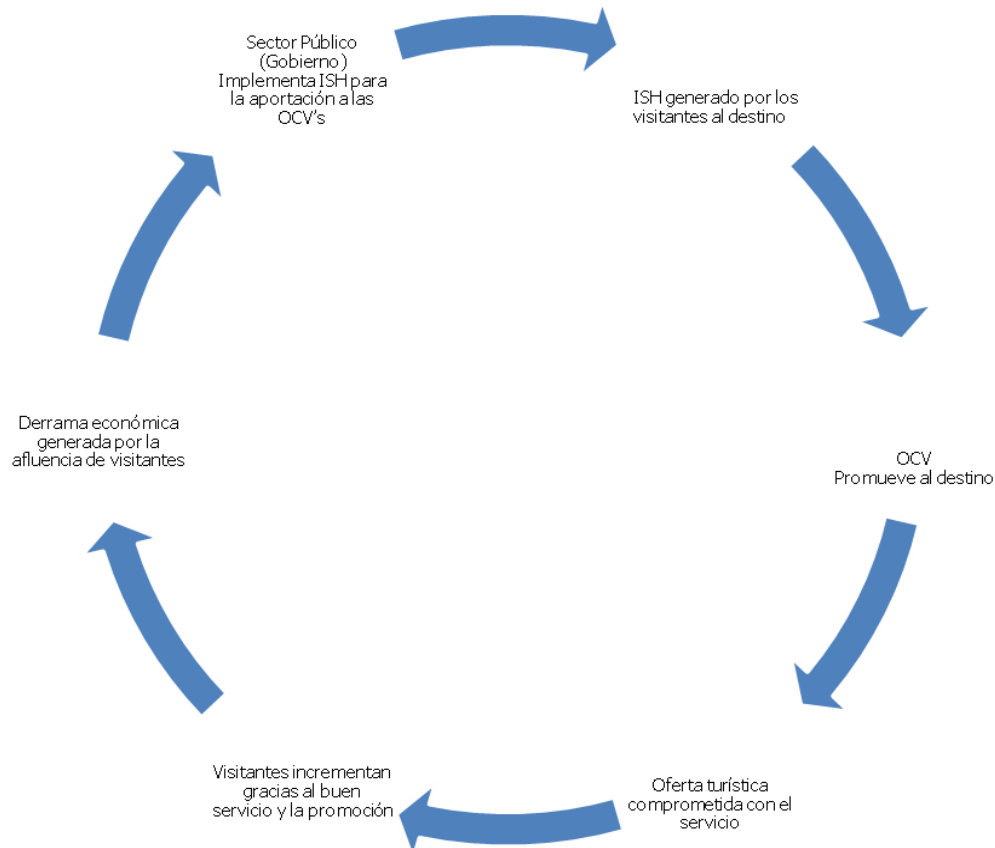 Sector Público
(Gobierno)
Implementa ISH para
la aportación a las
OCV's
ISH generado por los
visitantes al destino
OCV
Promueve al destino
Oferta turística
comprometida con el
servicio
Visitantes incrementan
gracias al buen
servicio y la promoción
Derrama económica
generada por la
afluencia de visitantes